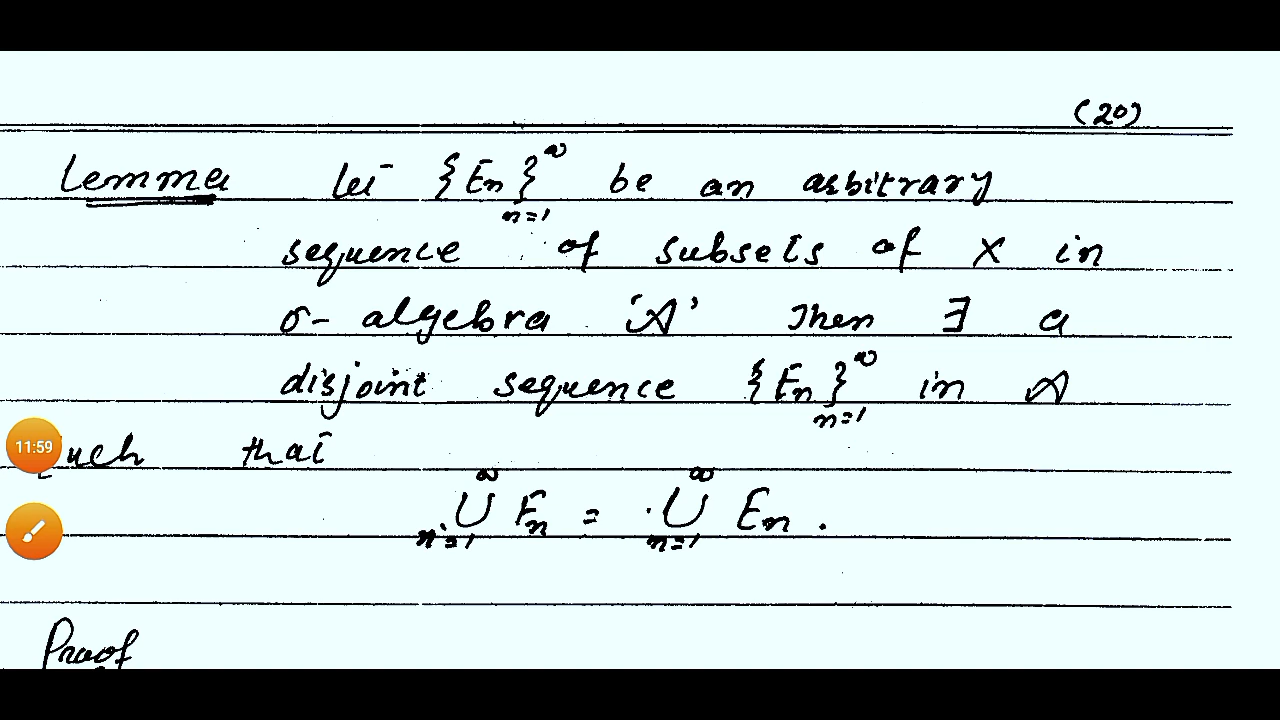 (20)
Lemma Let {En}∞n=1 be an arbitrary
sequence of subsets of X in
σ- algebra 'A' Then ∃ a
disjoint sequence {Fn}∞n=1 in A
such that
∞⋃n=1 Fn = ∞⋃n=1 En .
11:59
Proof